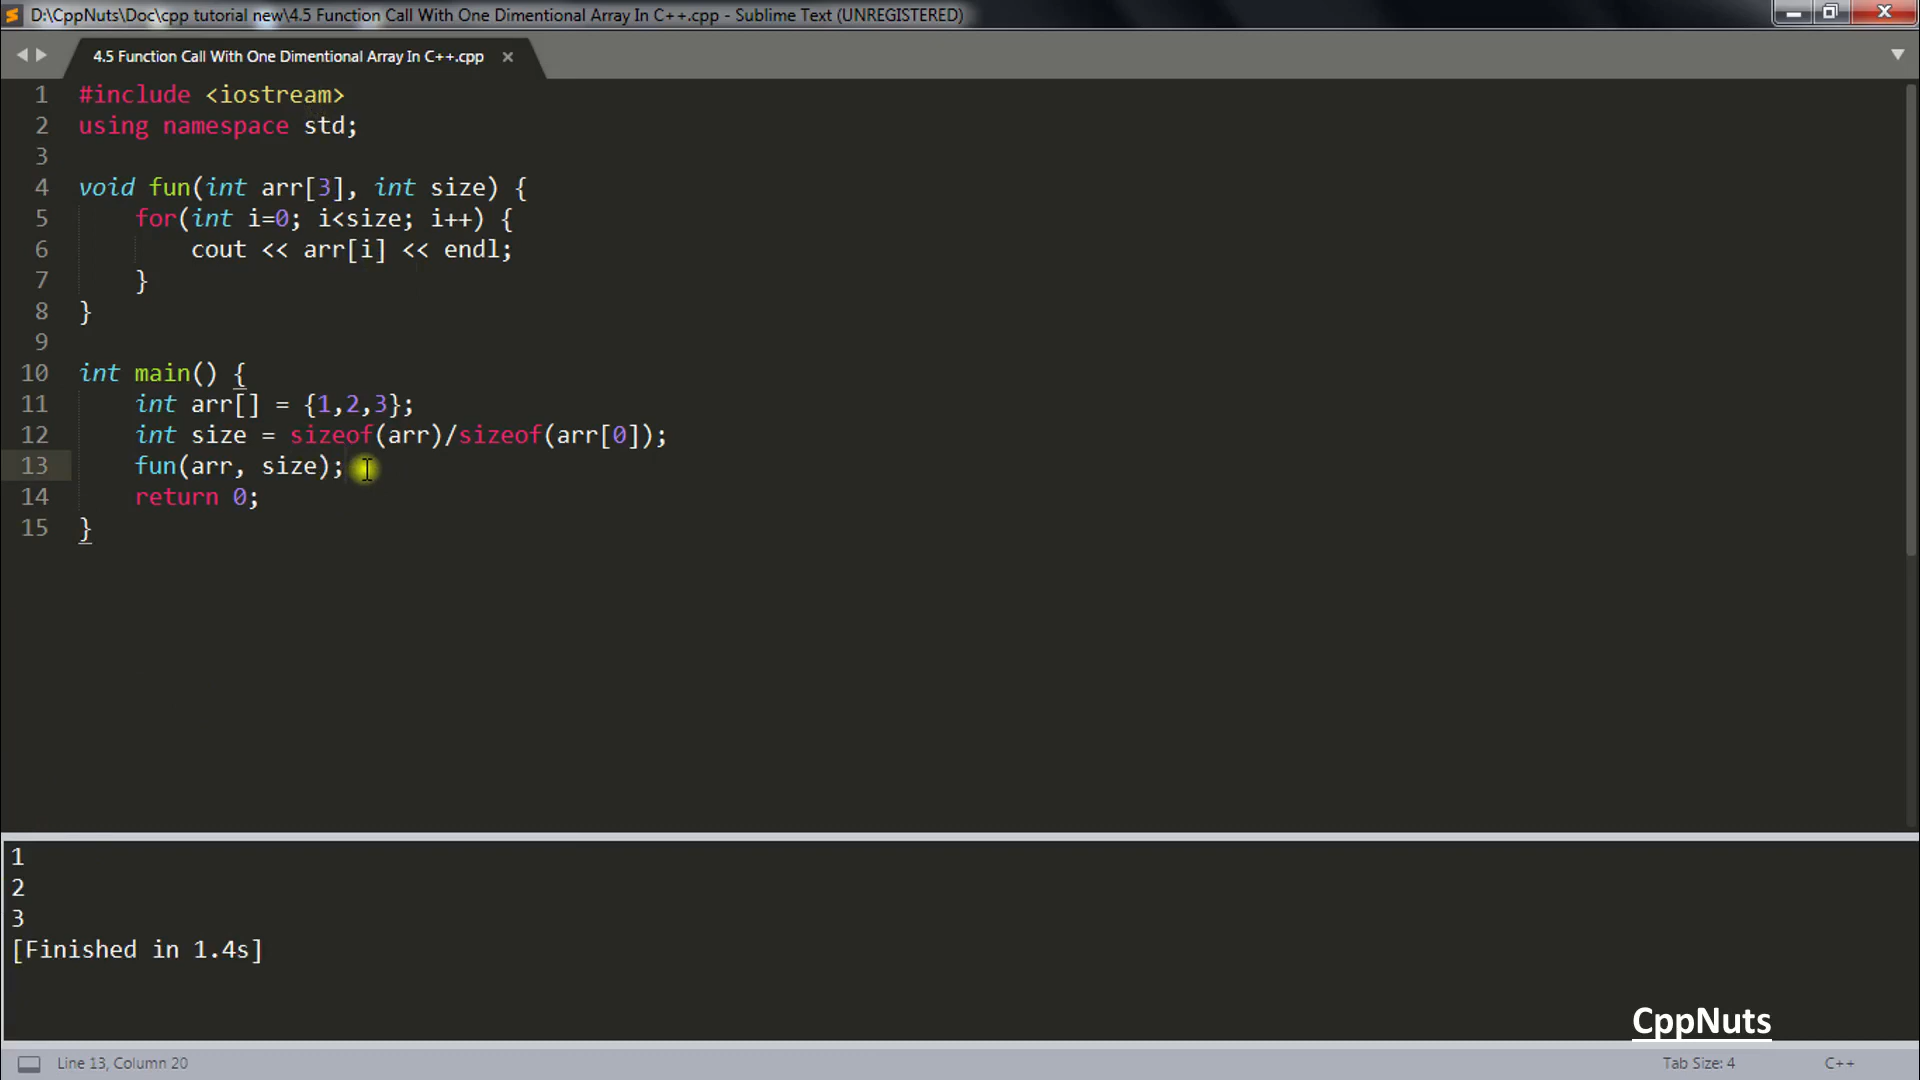 D:\CppNuts\Doc\cpp tutorial new\4.5 Function Call With One Dimentional Array In C++.cpp - Sublime Text (UNREGISTERED)
4.5 Function Call With One Dimentional Array In C++.cpp
1 #include <iostream>
2 using namespace std;
3
4 void fun(int arr[3], int size) {
5     for(int i=0; i<size; i++) {
6         cout << arr[i] << endl;
7     }
8 }
9
10 int main() {
11     int arr[] = {1,2,3};
12     int size = sizeof(arr)/sizeof(arr[0]);
13     fun(arr, size);
14     return 0;
15 }
1
2
3
[Finished in 1.4s]
CppNuts
Line 13, Column 20 Tab Size: 4 C++